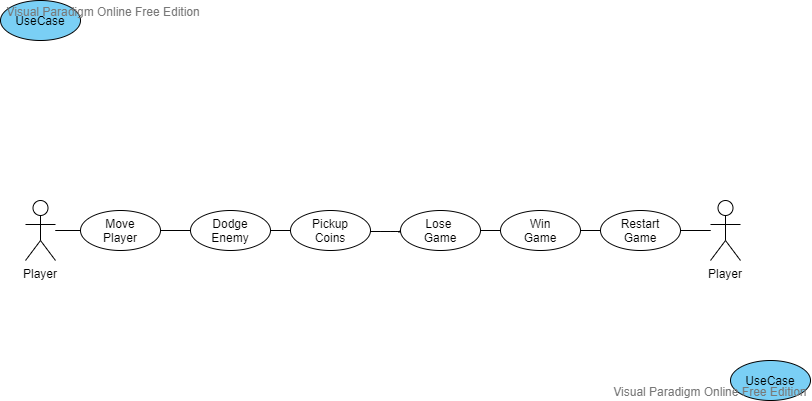 Visual Paradigm Online Free Edition
UseCase
Move
Player
Dodge
Enemy
Pickup
Coins
Lose
Game
Win
Game
Restart
Game
Player
Player
UseCase
Visual Paradigm Online Free Edition